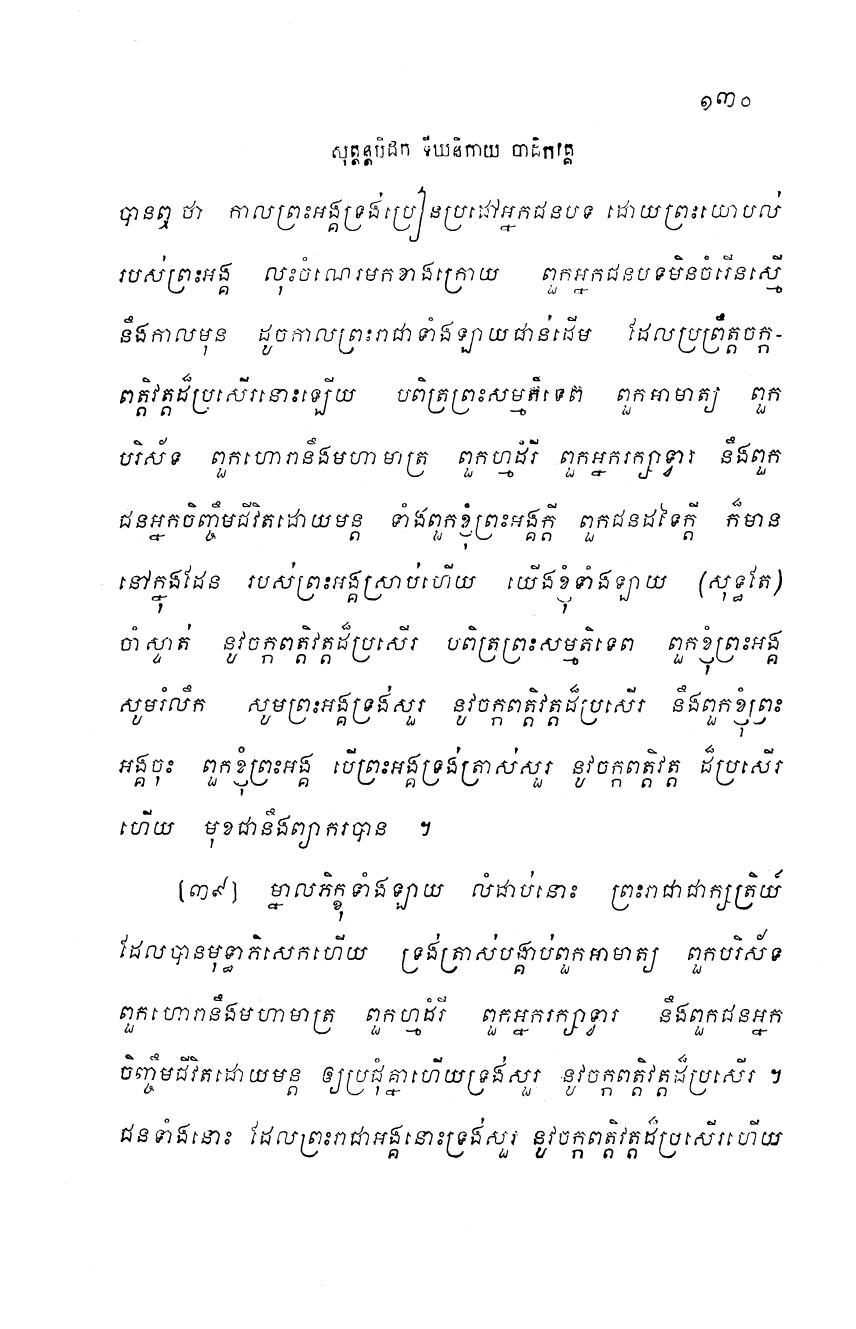 ១៣០
សុត្តន្តបិដក ទីឃនិកាយ បាដិកវគ្គ
បានឮ ថា កាលព្រះអង្គទ្រង់ប្រៀនប្រដៅអ្នកជនបទ ដោយព្រះយោបល់
របស់ព្រះអង្គ លុះចំណេរមកខាងក្រោយ ពួកអ្នកជនបទមិនចំរើនស្មើ
នឹងកាលមុន ដូចកាលព្រះរាជាទាំងឡាយជាន់ដើម ដែលប្រព្រឹត្តចក្ក-
ពត្តិវត្តដ៏ប្រសើរនោះឡើយ បពិត្រព្រះសម្មតិទេព ពួកអាមាត្យ ពួក
បរិស័ទ ពួកហោរានឹងមហាមាត្រ ពួកហ្មដំរី ពួកអ្នករក្សាទ្វារ នឹងពួក
ជនអ្នកចិញ្ចឹមជីវិតដោយមន្ត ទាំងពួកខ្ញុំព្រះអង្គក្តី ពួកជនដទៃក្តី ក៏មាន
នៅក្នុងដែន របស់ព្រះអង្គស្រាប់ហើយ យើងខ្ញុំទាំងឡាយ (សុទ្ធតែ)
ចាំស្ទាត់ នូវចក្កពត្តិវត្តដ៏ប្រសើរ បពិត្រព្រះសម្មតិទេព ពួកខ្ញុំព្រះអង្គ
សូមរំលឹក សូមព្រះអង្គទ្រង់សួរ នូវចក្កពត្តិវត្តដ៏ប្រសើរ នឹងពួកខ្ញុំព្រះ
អង្គចុះ ពួកខ្ញុំព្រះអង្គ បើព្រះអង្គទ្រង់ត្រាស់សួរ នូវចក្កពត្តិវត្ត ដ៏ប្រសើរ
ហើយ មុខជានឹងព្យាករបាន ។
[៣៩] ម្នាលភិក្ខុទាំងឡាយ លំដាប់នោះ ព្រះរាជាជាក្សត្រិយ៍
ដែលបានមុទ្ធាភិសេកហើយ ទ្រង់ត្រាស់បង្គាប់ពួកអាមាត្យ ពួកបរិស័ទ
ពួកហោរានឹងមហាមាត្រ ពួកហ្មដំរី ពួកអ្នករក្សាទ្វារ នឹងពួកជនអ្នក
ចិញ្ចឹមជីវិតដោយមន្ត ឲ្យប្រជុំគ្នាហើយទ្រង់សួរ នូវចក្កពត្តិវត្តដ៏ប្រសើរ ។
ជនទាំងនោះ ដែលព្រះរាជាអង្គនោះទ្រង់សួរ នូវចក្កពត្តិវត្តដ៏ប្រសើរហើយ